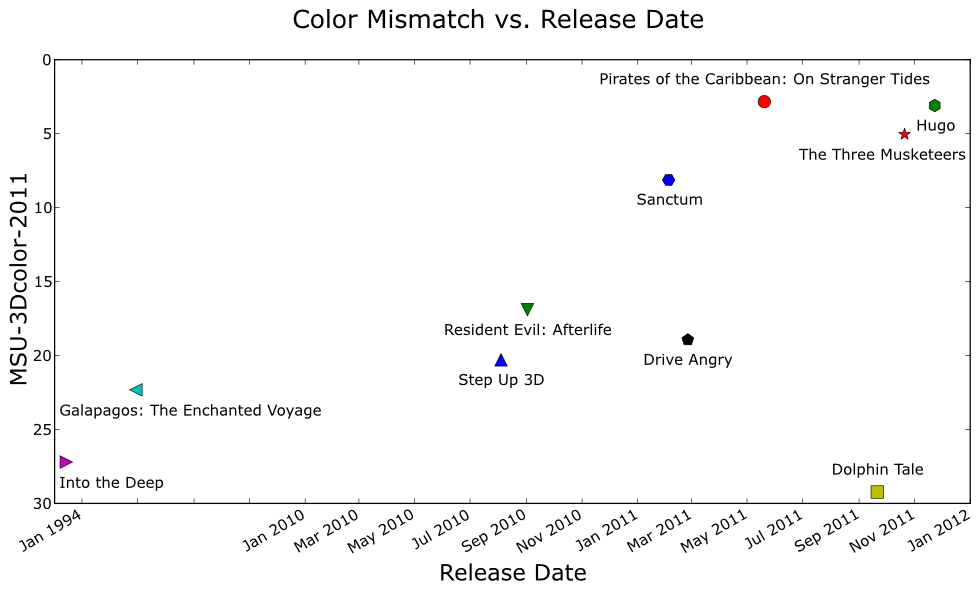 Color Mismatch vs. Release Date
MSU-3Dcolor-2011
0
5
10
15
20
25
30
Pirates of the Caribbean: On Stranger Tides
Hugo
The Three Musketeers
Sanctum
Resident Evil: Afterlife
Drive Angry
Step Up 3D
Galapagos: The Enchanted Voyage
Dolphin Tale
Into the Deep
Jan 1994
Jan 2010
Mar 2010
May 2010
Jul 2010
Sep 2010
Nov 2010
Jan 2011
Mar 2011
May 2011
Jul 2011
Sep 2011
Nov 2011
Jan 2012
Release Date